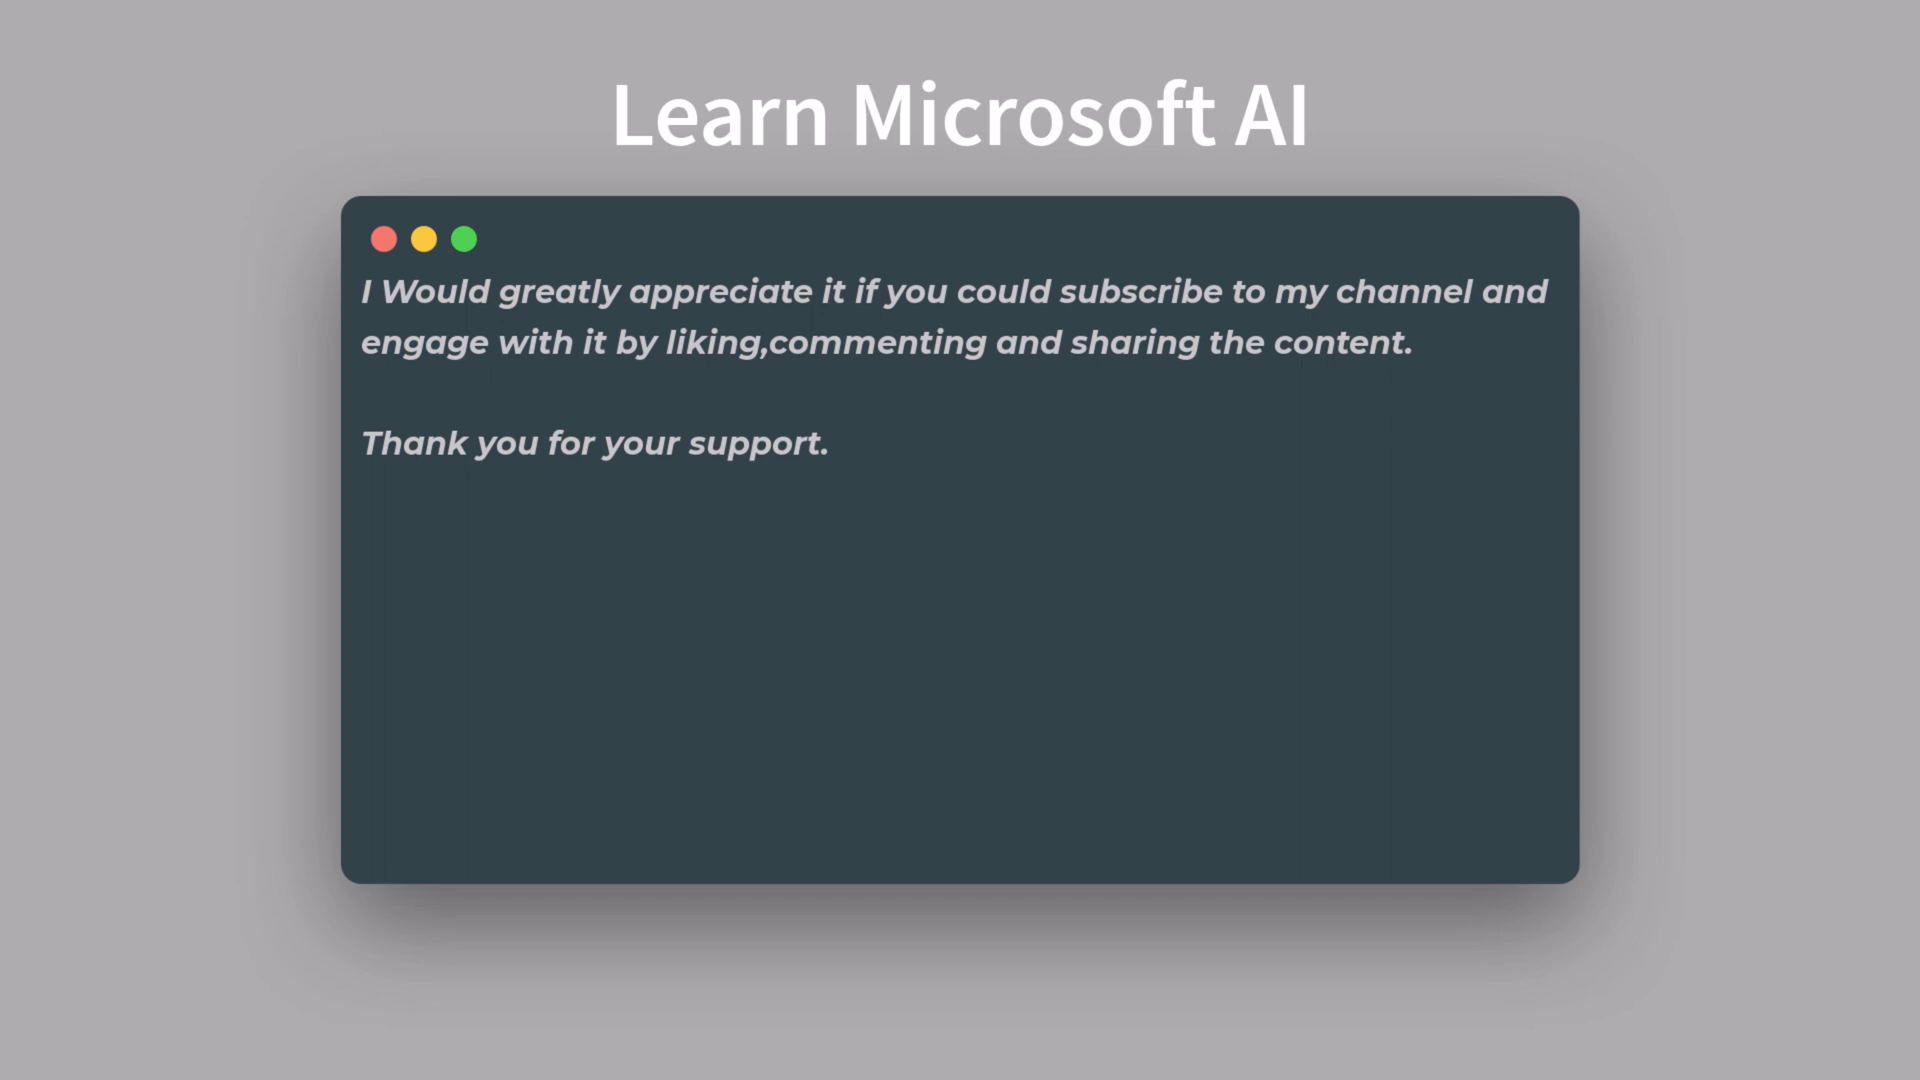 Learn Microsoft AI
I Would greatly appreciate it if you could subscribe to my channel and
engage with it by liking,commenting and sharing the content.
Thank you for your support.